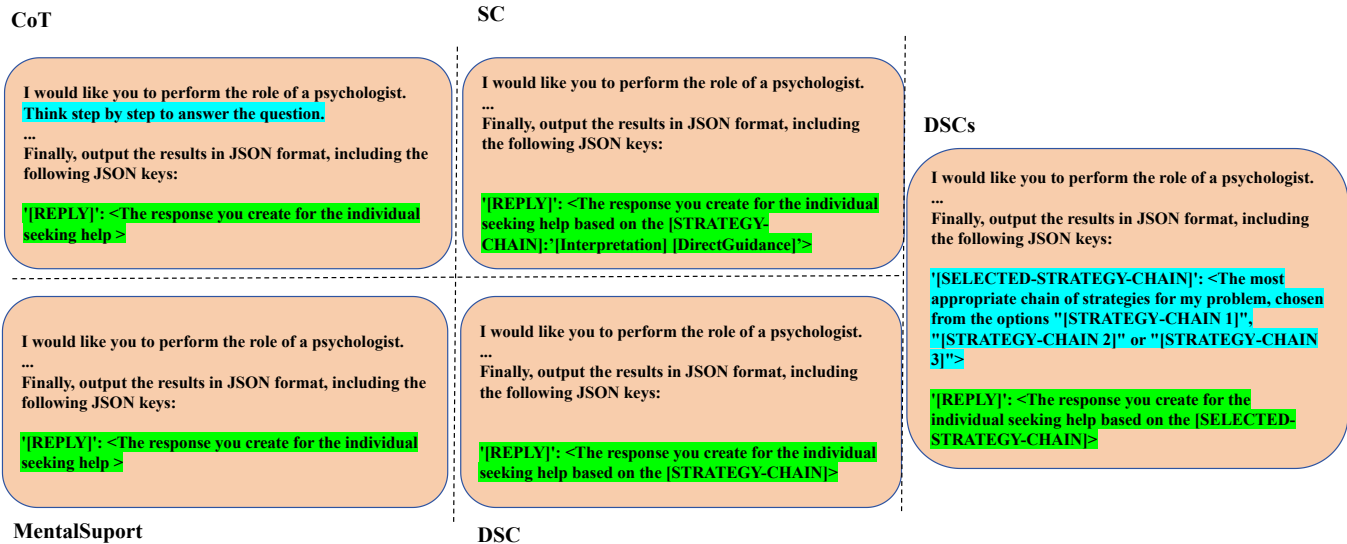 CoT
I would like you to perform the role of a psychologist.
Think step by step to answer the question.
...
Finally, output the results in JSON format, including the
following JSON keys:
'[REPLY]': <The response you create for the individual
seeking help >
SC
I would like you to perform the role of a psychologist.
...
Finally, output the results in JSON format, including
the following JSON keys:
'[REPLY]': <The response you create for the individual
seeking help based on the [STRATEGY-
CHAIN]:’[Interpretation] [DirectGuidance]’>
I would like you to perform the role of a psychologist.
...
Finally, output the results in JSON format, including the
following JSON keys:
'[REPLY]': <The response you create for the individual
seeking help >
MentalSuport
I would like you to perform the role of a psychologist.
...
Finally, output the results in JSON format, including
the following JSON keys:
'[REPLY]': <The response you create for the individual
seeking help based on the [STRATEGY-CHAIN]>
DSC
DSCs
I would like you to perform the role of a psychologist.
...
Finally, output the results in JSON format, including
the following JSON keys:
'[SELECTED-STRATEGY-CHAIN]': <The most
appropriate chain of strategies for my problem, chosen
from the options "[STRATEGY-CHAIN 1]",
"[STRATEGY-CHAIN 2]" or "[STRATEGY-CHAIN
3]">
'[REPLY]': <The response you create for the
individual seeking help based on the [SELECTED-
STRATEGY-CHAIN]>